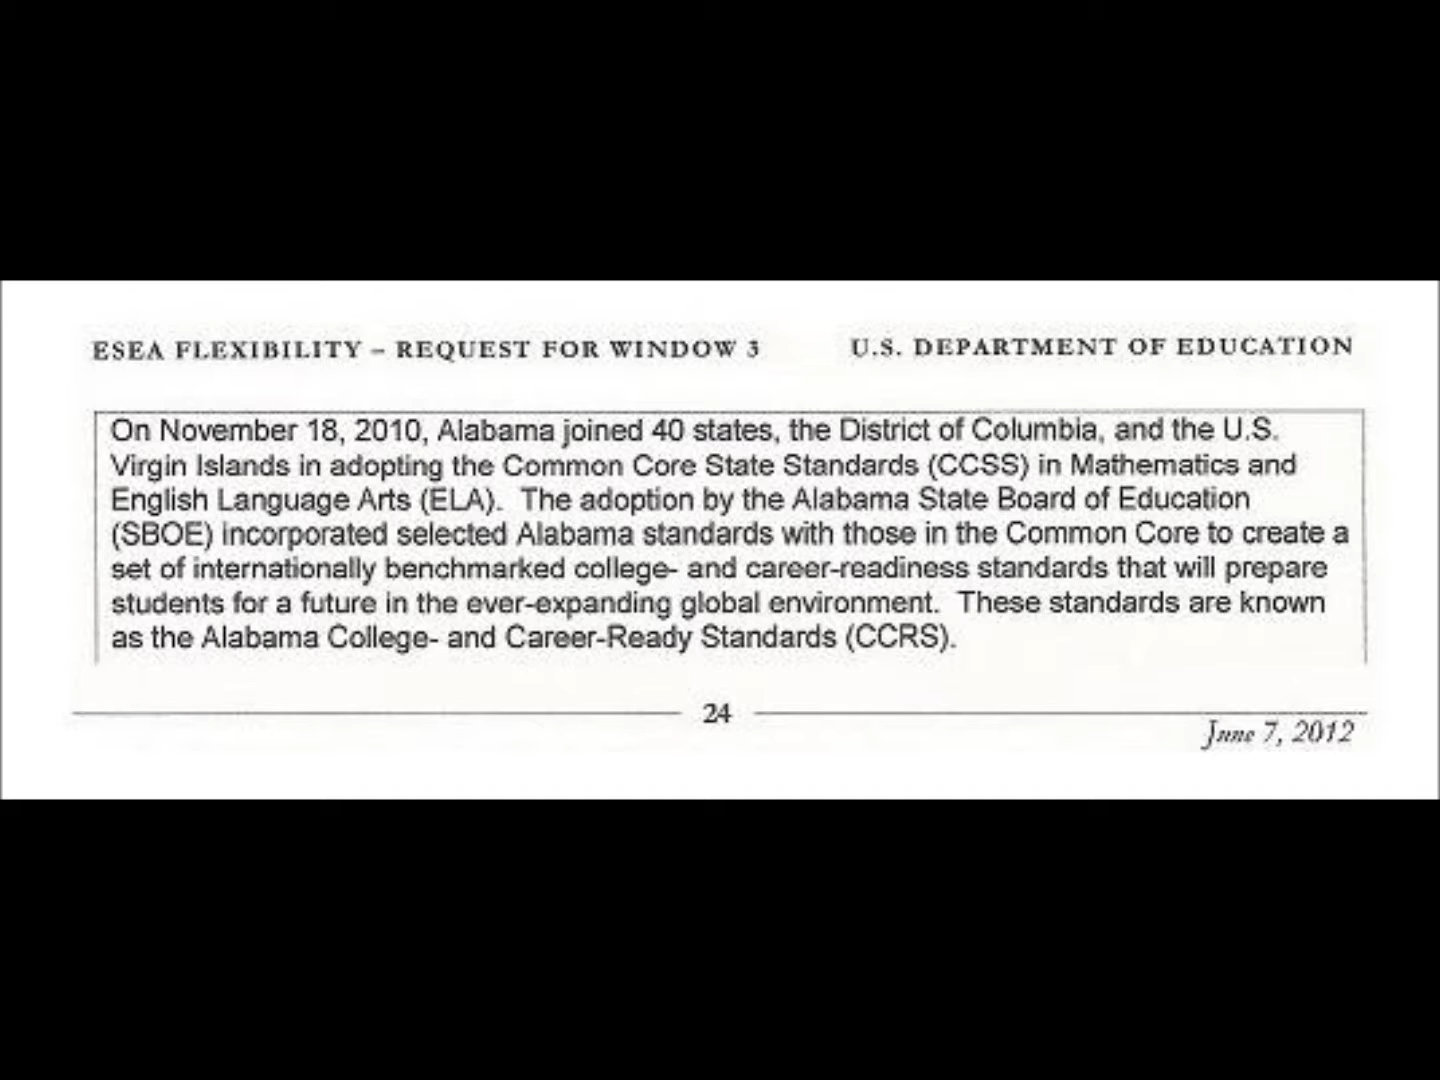 ESEA FLEXIBILITY – REQUEST FOR WINDOW 3 U.S. DEPARTMENT OF EDUCATION
On November 18, 2010, Alabama joined 40 states, the District of Columbia, and the U.S.
Virgin Islands in adopting the Common Core State Standards (CCSS) in Mathematics and
English Language Arts (ELA). The adoption by the Alabama State Board of Education
(SBOE) incorporated selected Alabama standards with those in the Common Core to create a
set of internationally benchmarked college- and career-readiness standards that will prepare
students for a future in the ever-expanding global environment. These standards are known
as the Alabama College- and Career-Ready Standards (CCRS).
24
June 7, 2012